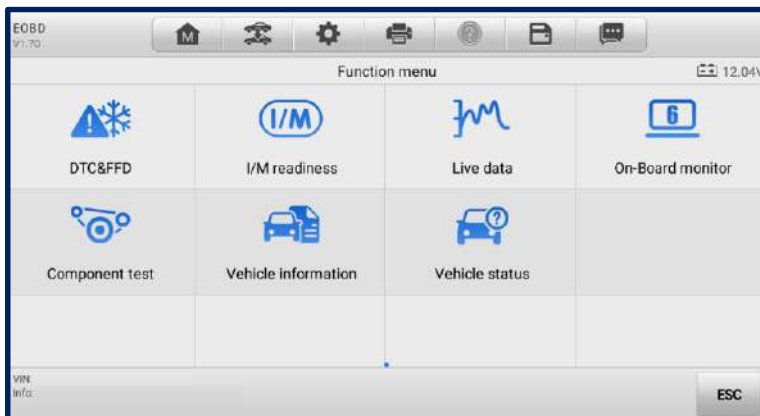 EOBD
V1.70
M
Function menu
12.04V
I/M
6
DTC&FFD
I/M readiness
Live data
On-Board monitor
Component test
Vehicle information
Vehicle status
VIN:
Info:
ESC